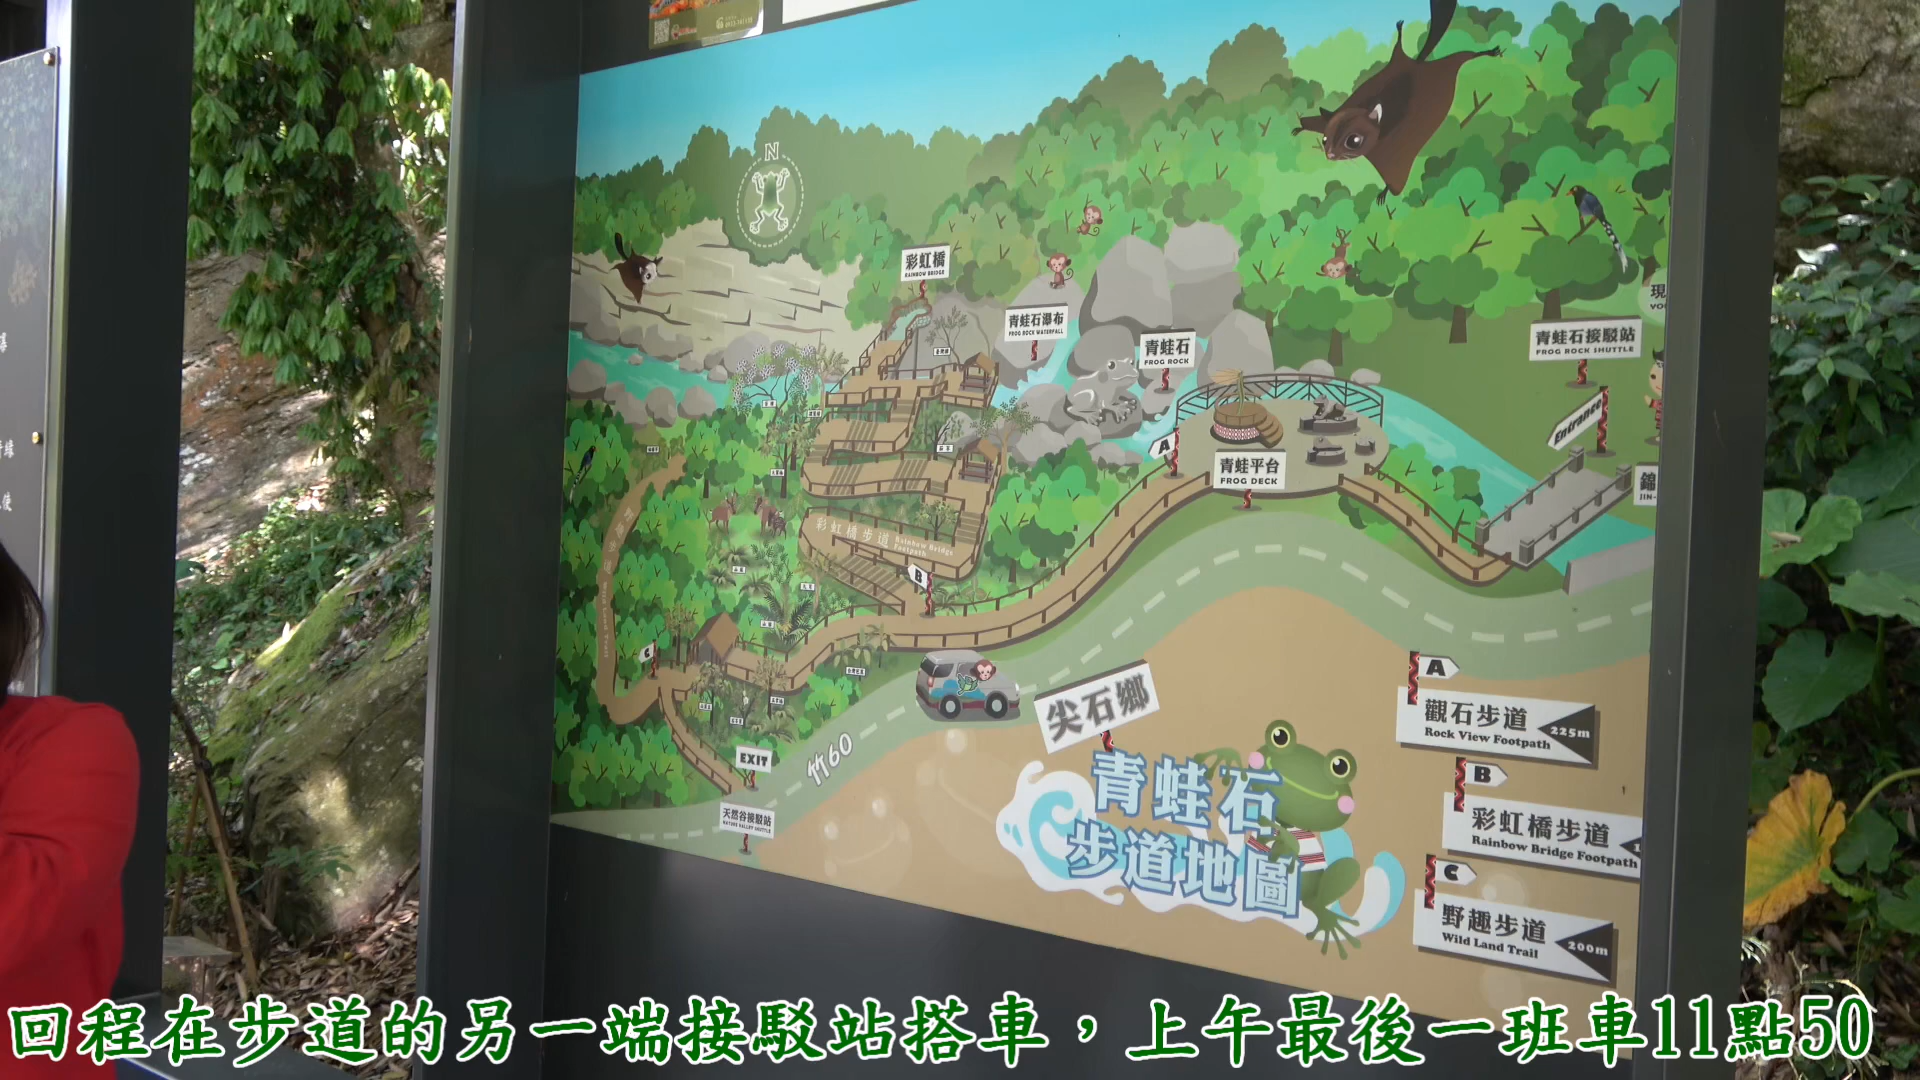 N
彩虹橋
RAINBOW BRIDGE
青蛙石瀑布
FROG ROCK WATERFALL
青蛙石
FROG ROCK
青蛙石接駁站
FROG ROCK SHUTTLE
現
YOU
Entrance
錦
JIN-
A
青蛙平台
FROG DECK
彩虹橋步道 Rainbow Bridge
Footpath
B
C
EXIT
天然谷接駁站
NATURE VALLEY SHUTTLE
竹60
尖石鄉
青蛙石
步道地圖
A
觀石步道 225m
Rock View Footpath
B
彩虹橋步道
Rainbow Bridge Footpath
C
野趣步道 200m
Wild Land Trail
回程在步道的另一端接駁站搭車，上午最後一班車11點50